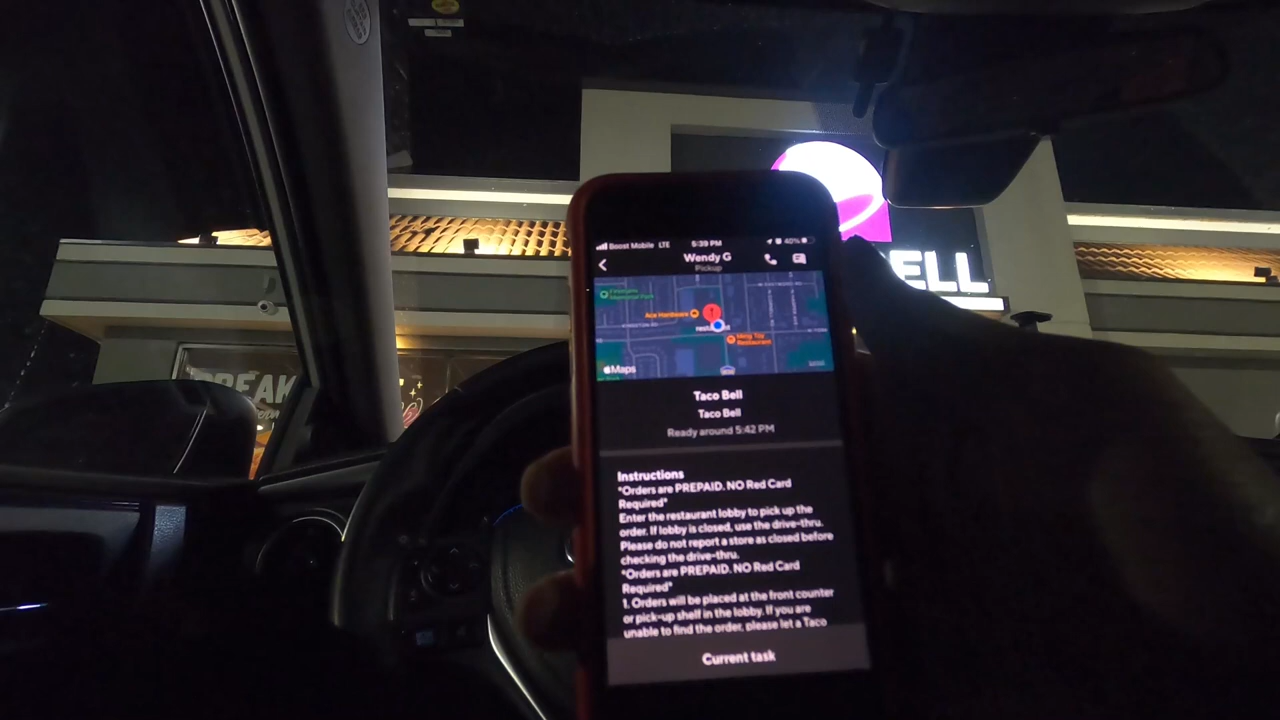 ELL
BREAK
Boost Mobile LTE 5:39 PM 40%
Wendy G
Pickup
Ace Hardware
Ming Toy
Restaurant
Maps
Taco Bell
Taco Bell
Ready around 5:42 PM
Instructions
*Orders are PREPAID. NO Red Card
Required*
Enter the restaurant lobby to pick up the
order. If lobby is closed, use the drive-thru.
Please do not report a store as closed before
checking the drive-thru.
*Orders are PREPAID. NO Red Card
Required*
1. Orders will be placed at the front counter
or pick-up shelf in the lobby. If you are
unable to find the order, please let a Taco
Current task